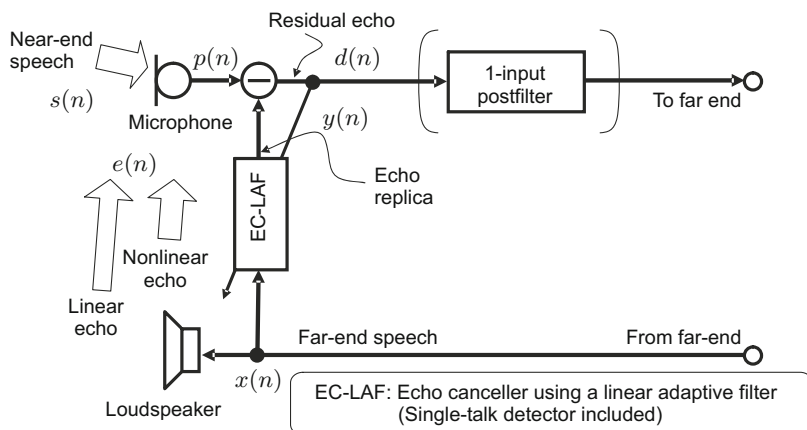 Residual echo
Near-end
speech
s(n)
p(n)
d(n)
Microphone
y(n)
1-input
postfilter
To far end
e(n)
EC-LAF
Echo
replica
Nonlinear
echo
Linear
echo
Far-end speech
From far-end
x(n)
Loudspeaker
EC-LAF: Echo canceller using a linear adaptive filter
(Single-talk detector included)